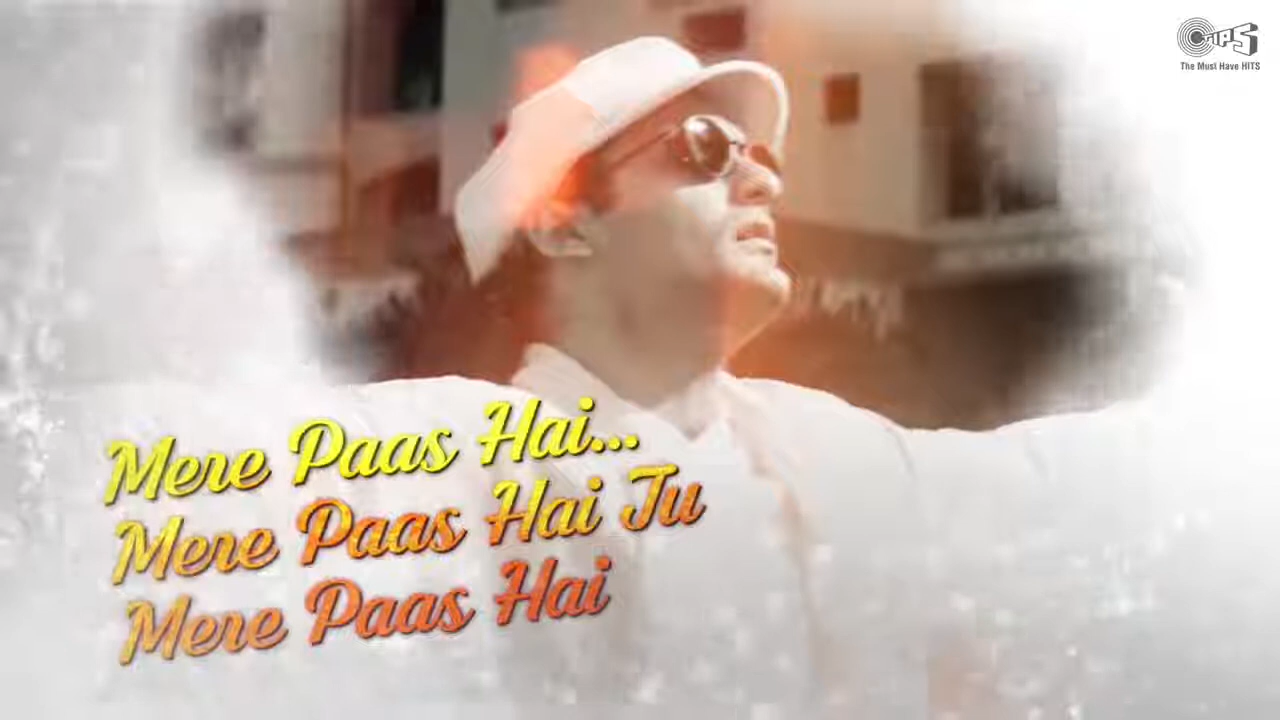 TIPS
The Must Have HITS
Mere Paas Hai...
Mere Paas Hai Tu
Mere Paas Hai